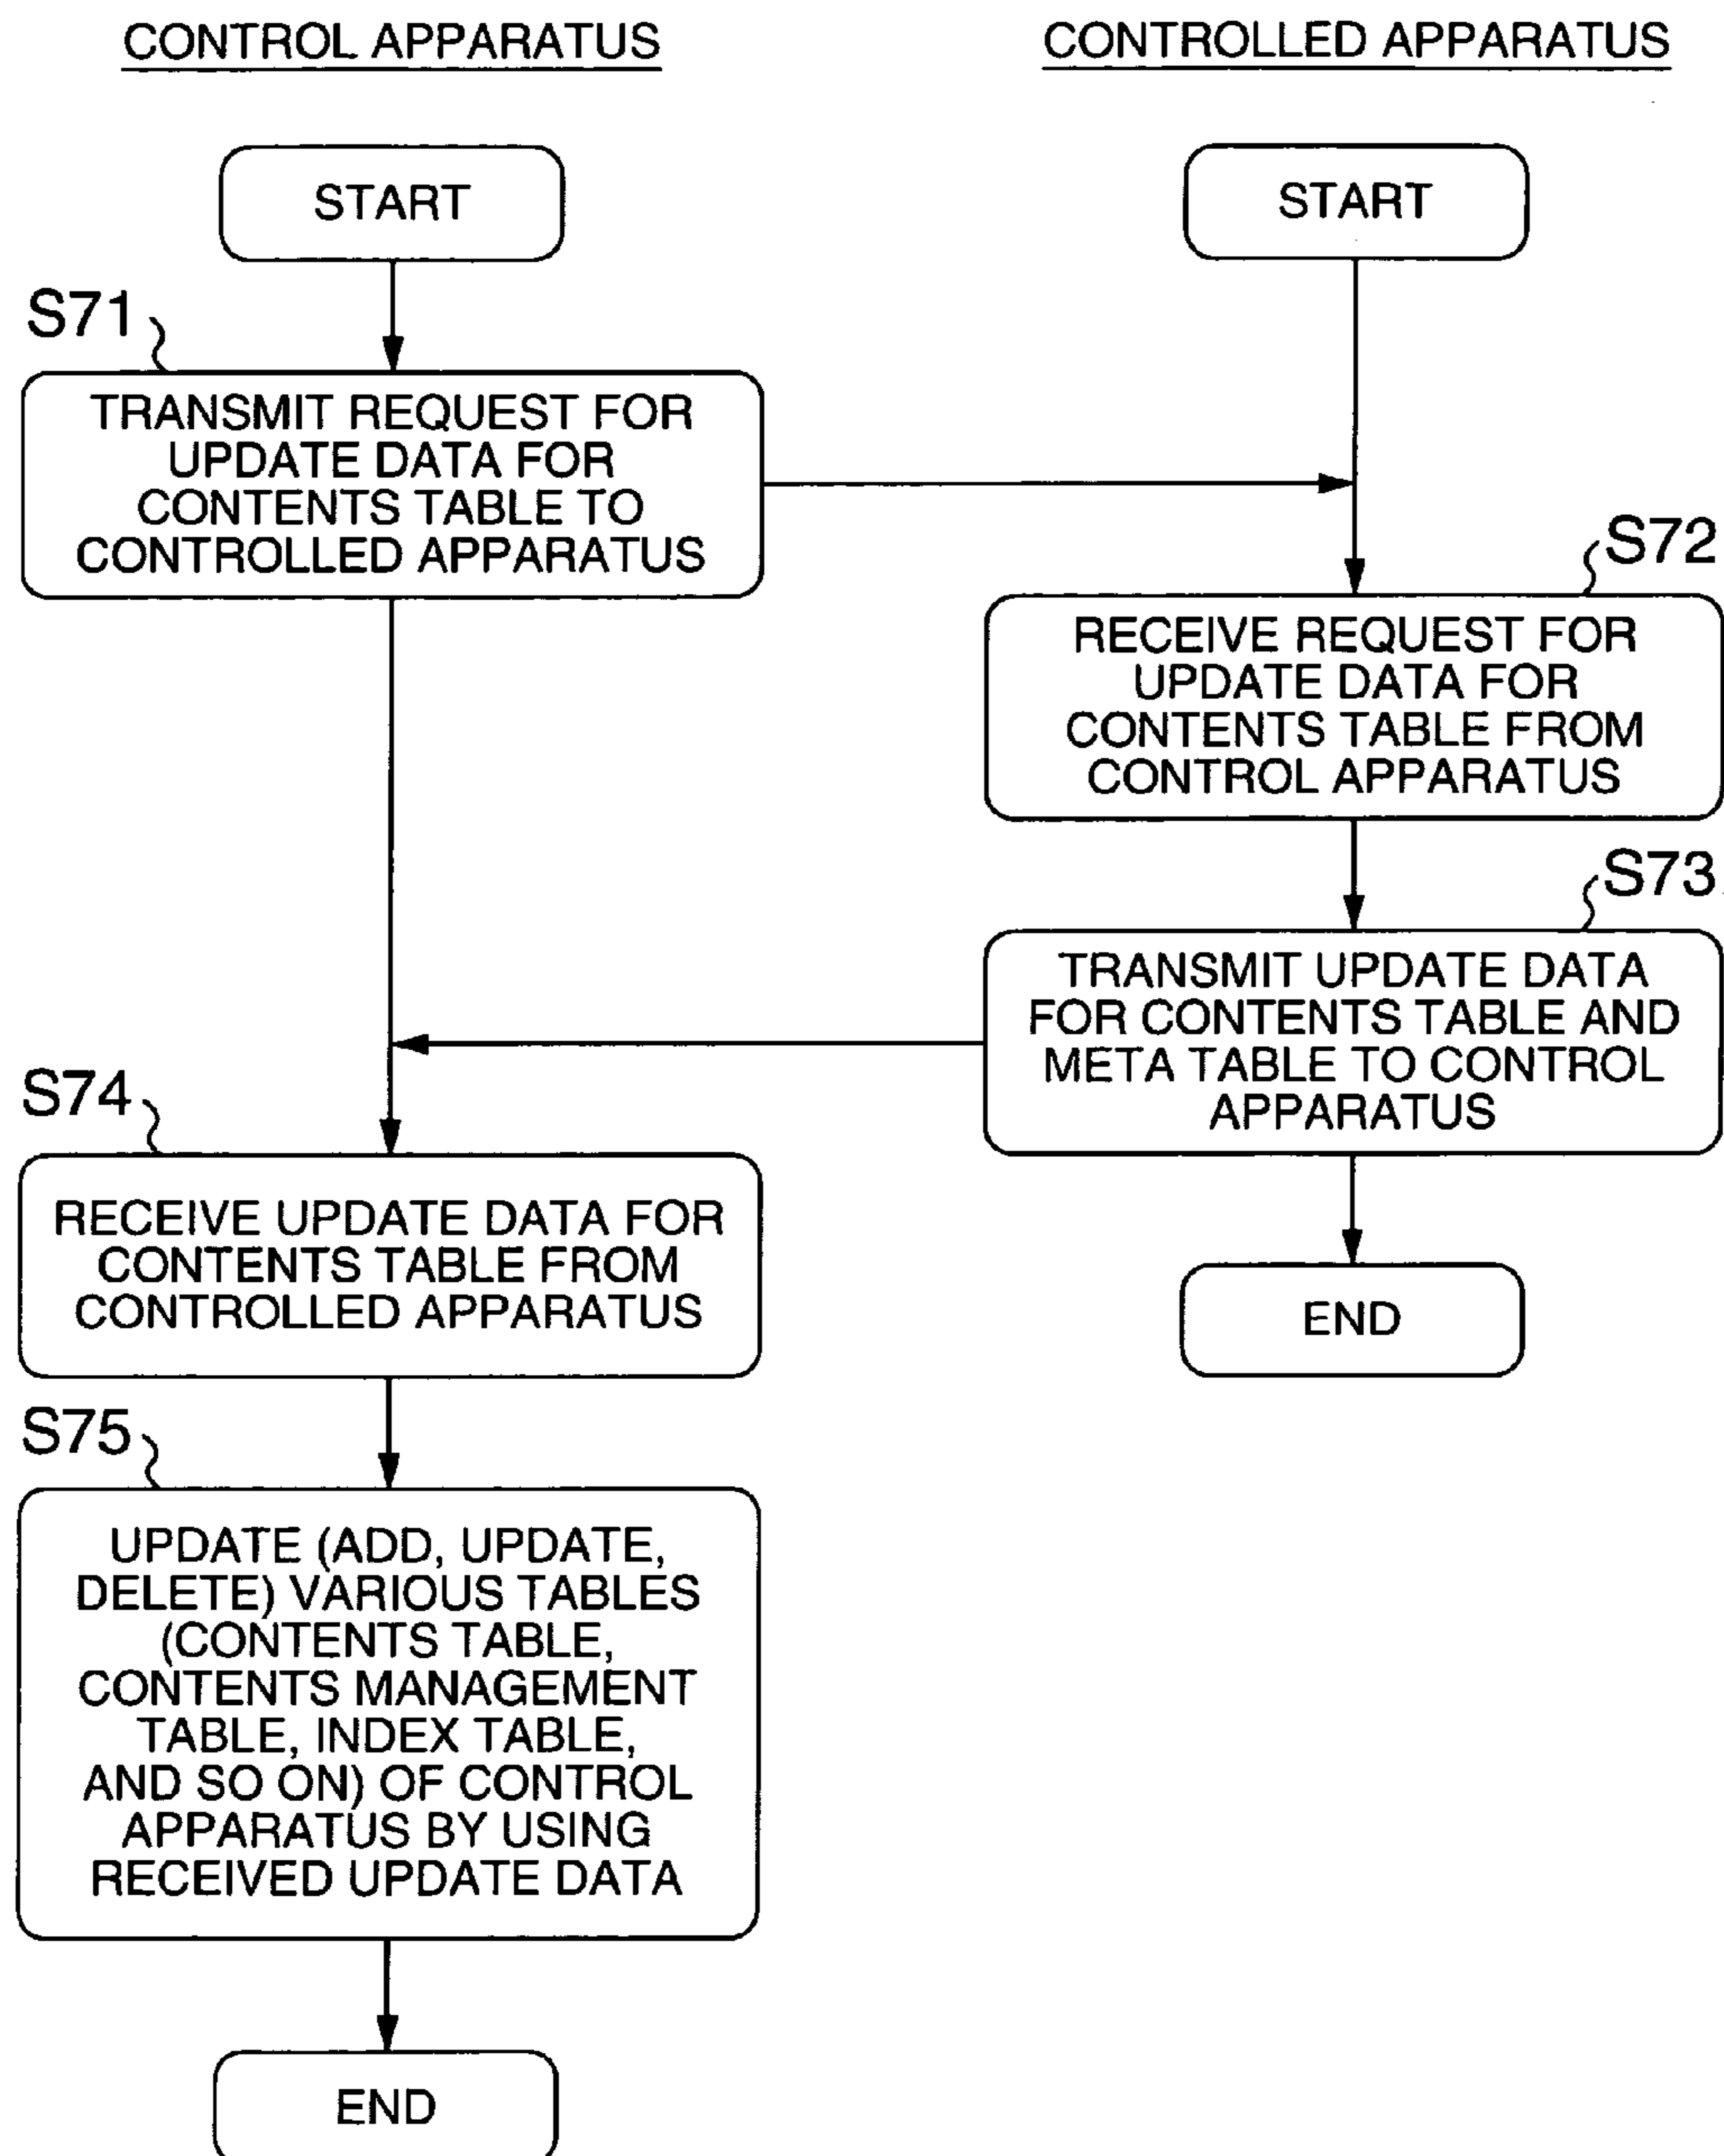 CONTROL APPARATUS
CONTROLLED APPARATUS
START
START
S71
TRANSMIT REQUEST FOR
UPDATE DATA FOR
CONTENTS TABLE TO
CONTROLLED APPARATUS
S72
RECEIVE REQUEST FOR
UPDATE DATA FOR
CONTENTS TABLE FROM
CONTROL APPARATUS
S73
TRANSMIT UPDATE DATA
FOR CONTENTS TABLE AND
META TABLE TO CONTROL
APPARATUS
S74
RECEIVE UPDATE DATA FOR
CONTENTS TABLE FROM
CONTROLLED APPARATUS
END
S75
UPDATE (ADD, UPDATE,
DELETE) VARIOUS TABLES
(CONTENTS TABLE,
CONTENTS MANAGEMENT
TABLE, INDEX TABLE,
AND SO ON) OF CONTROL
APPARATUS BY USING
RECEIVED UPDATE DATA
END